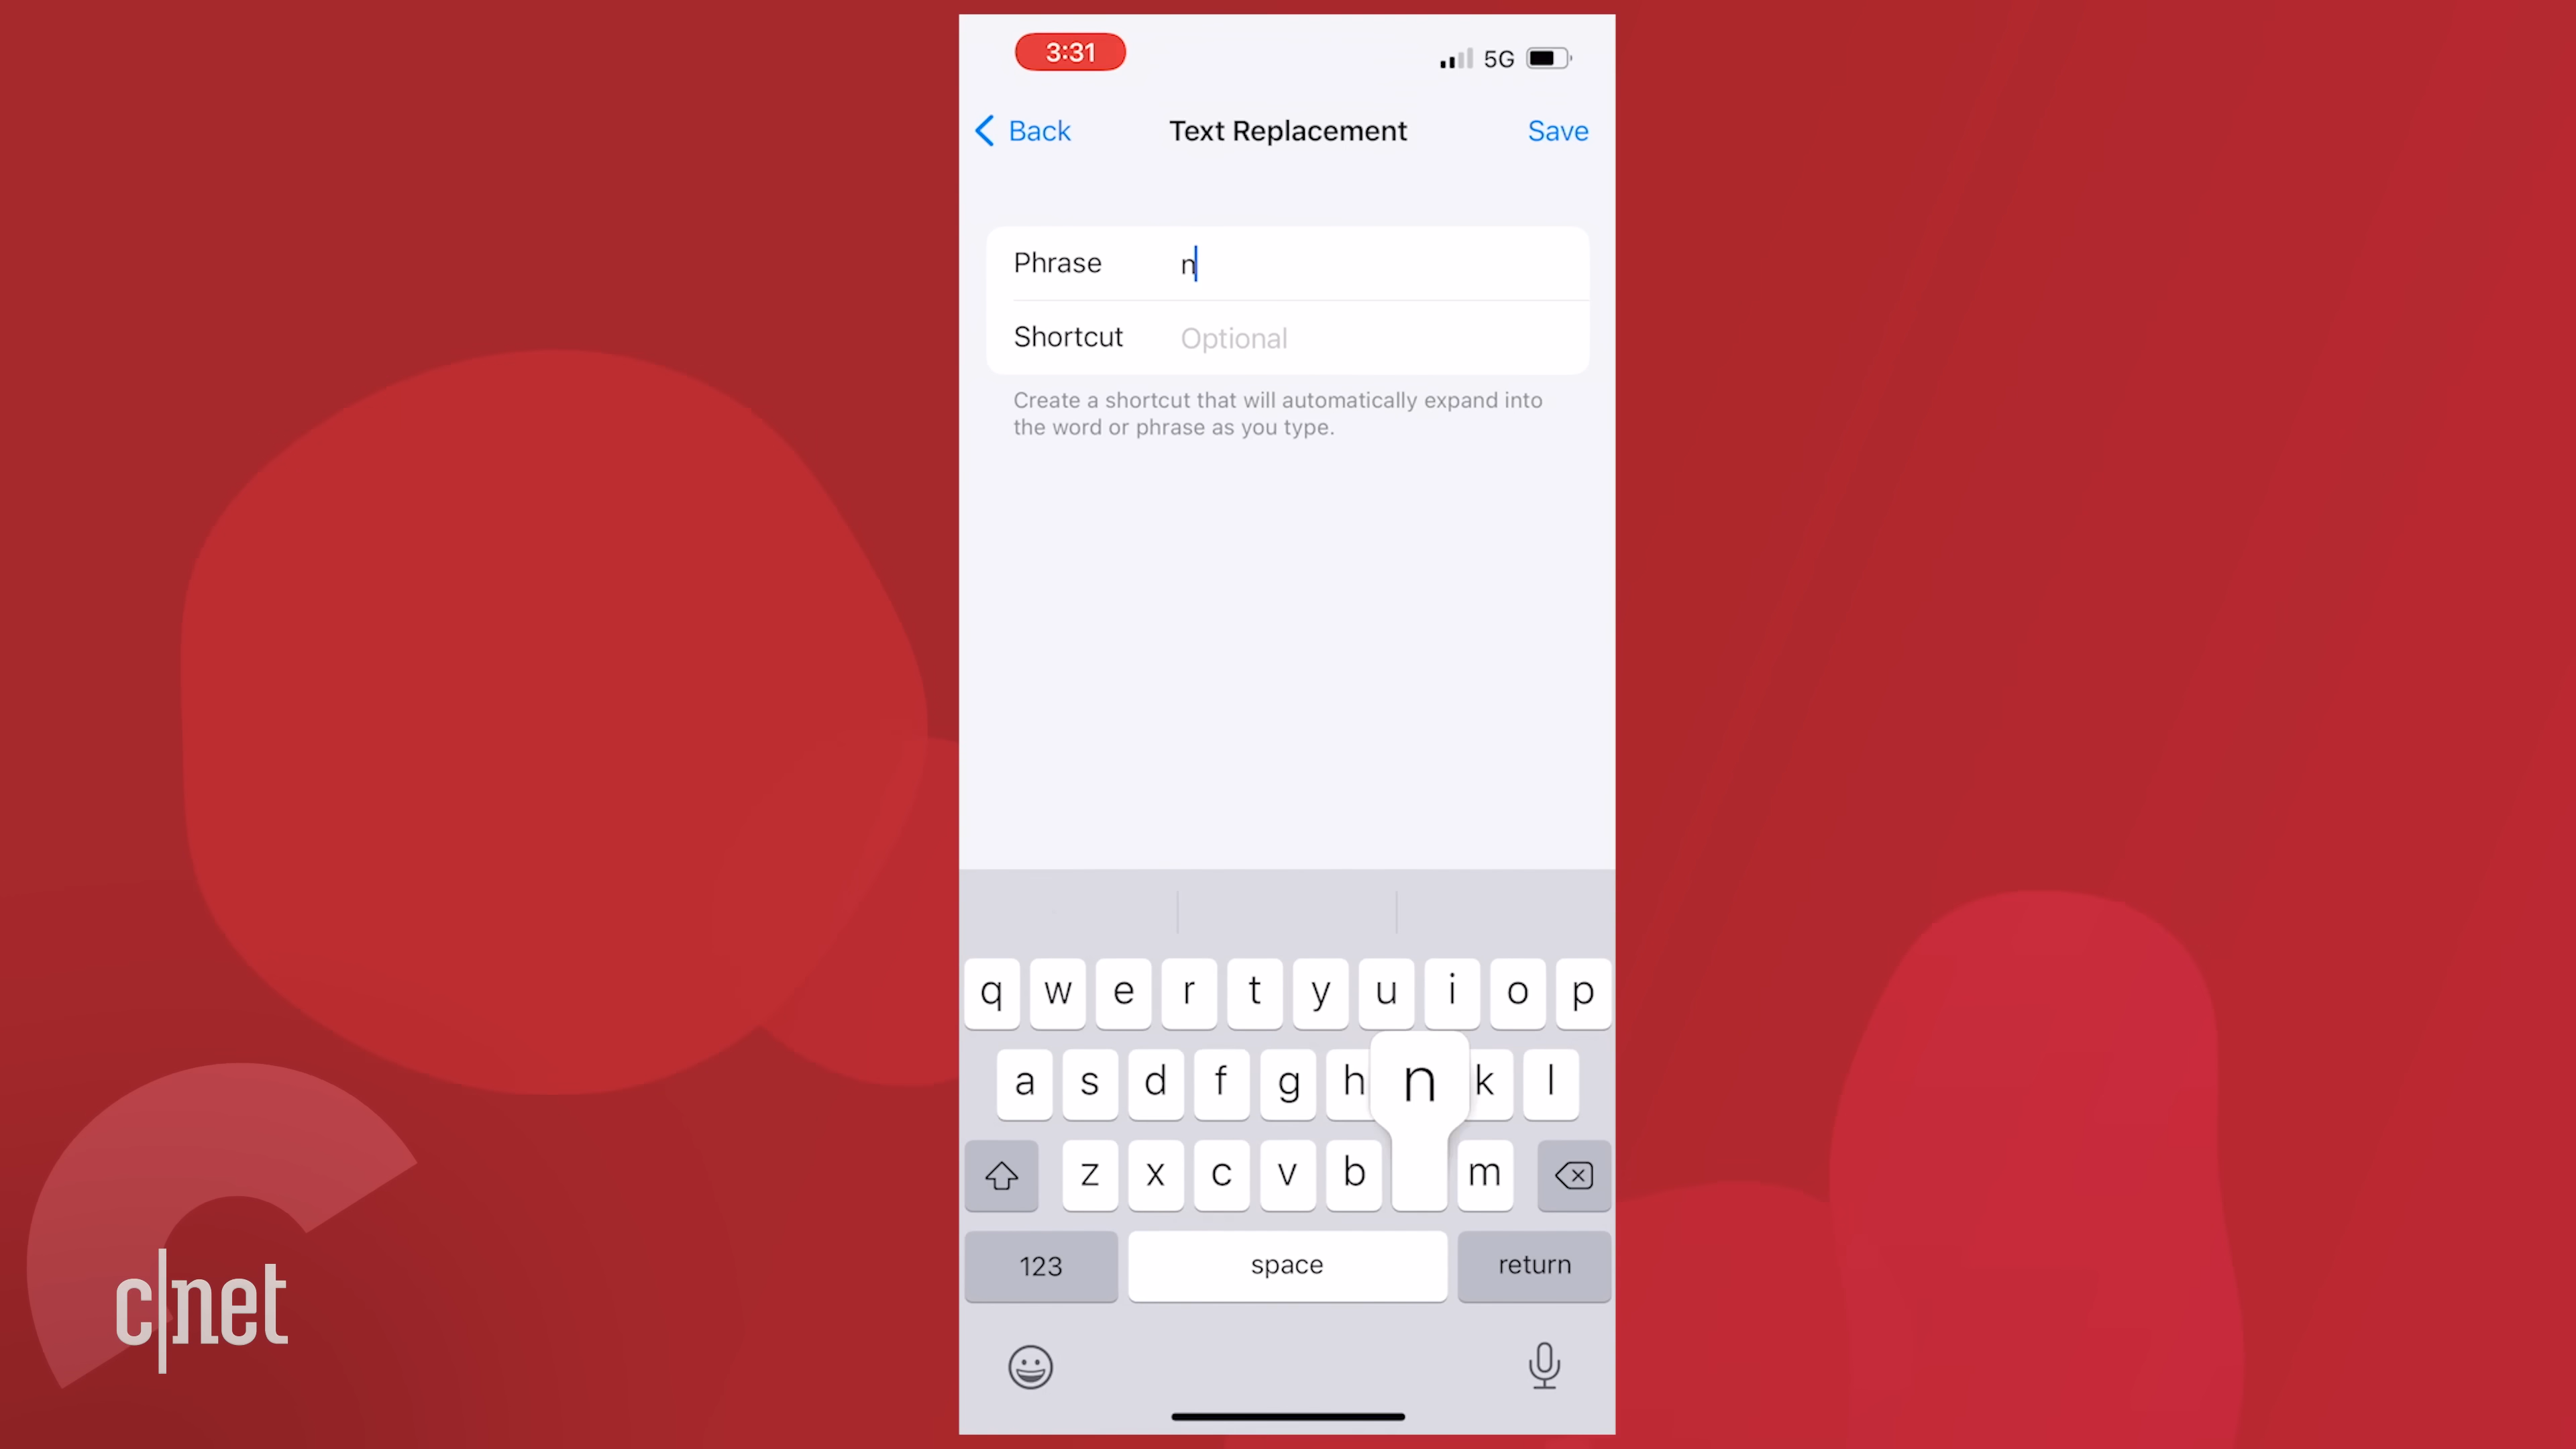 3:31
5G
Back
Text Replacement
Save
Phrase
n
Shortcut
Optional
Create a shortcut that will automatically expand into
the word or phrase as you type.
q w e r t y u i o p
a s d f g h n k l
z x c v b m
123
space
return
c|net